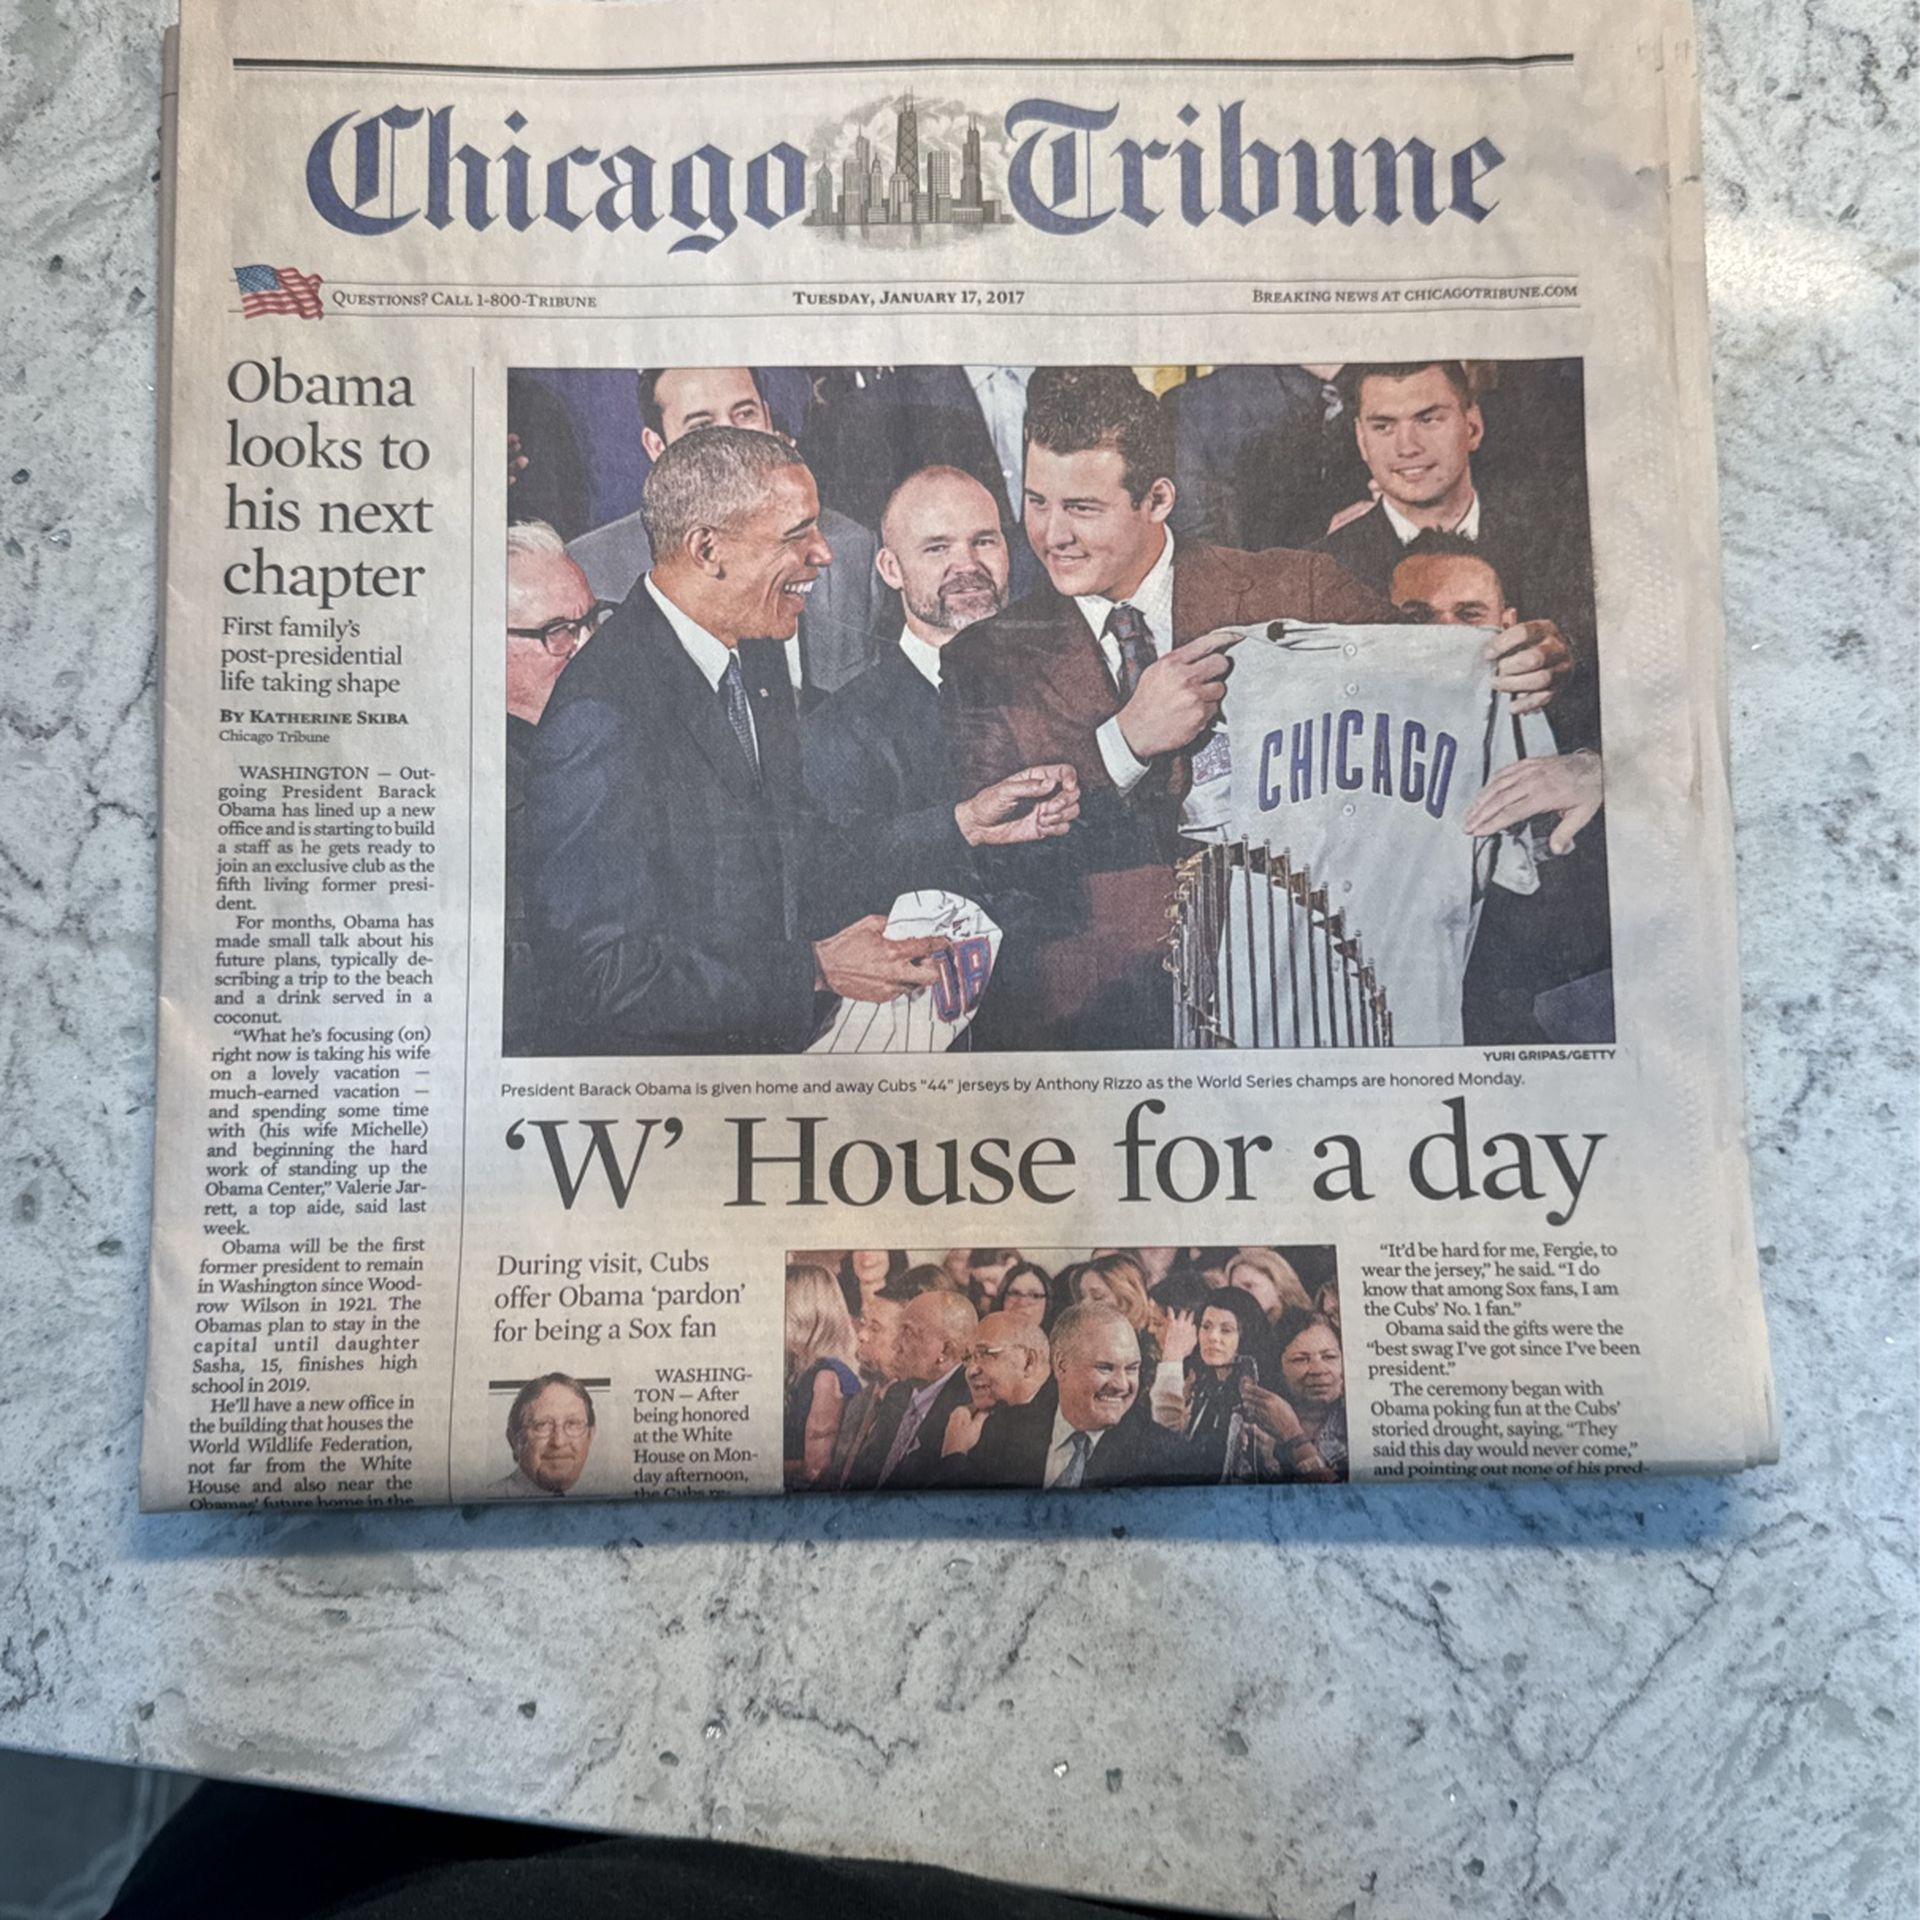 Chicago Tribune
QUESTIONS? CALL 1-800-TRIBUNE
TUESDAY, JANUARY 17, 2017
BREAKING NEWS AT CHICAGOTRIBUNE.COM
Obama
looks to
his next
chapter
First family’s
post-presidential
life taking shape
BY KATHERINE SKIBA
Chicago Tribune
WASHINGTON — Out-
going President Barack
Obama has lined up a new
office and is starting to build
a staff as he gets ready to
join an exclusive club as the
fifth living former presi-
dent.
For months, Obama has
made small talk about his
future plans, typically de-
scribing a trip to the beach
and a drink served in a
coconut.
“What he’s focusing (on)
right now is taking his wife
on a lovely vacation —
much-earned vacation —
and spending some time
with (his wife Michelle)
and beginning the hard
work of standing up the
Obama Center,” Valerie Jar-
rett, a top aide, said last
week.
Obama will be the first
former president to remain
in Washington since Wood-
row Wilson in 1921. The
Obamas plan to stay in the
capital until daughter
Sasha, 15, finishes high
school in 2019.
He’ll have a new office in
the building that houses the
World Wildlife Federation,
not far from the White
House and also near the
Obamas’ future home in the
CHICAGO
YURI GRIPAS/GETTY
President Barack Obama is given home and away Cubs "44" jerseys by Anthony Rizzo as the World Series champs are honored Monday.
‘W’ House for a day
During visit, Cubs
offer Obama ‘pardon’
for being a Sox fan
WASHING-
TON — After
being honored
at the White
House on Mon-
day afternoon,
the Cubs re-
“It’d be hard for me, Fergie, to
wear the jersey,” he said. “I do
know that among Sox fans, I am
the Cubs’ No. 1 fan.”
Obama said the gifts were the
“best swag I’ve got since I’ve been
president.”
The ceremony began with
Obama poking fun at the Cubs’
storied drought, saying, “They
said this day would never come,”
and pointing out none of his pred-